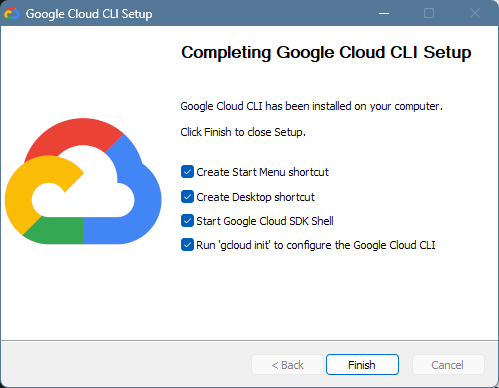 Google Cloud CLI Setup
Completing Google Cloud CLI Setup
Google Cloud CLI has been installed on your computer.
Click Finish to close Setup.
Create Start Menu shortcut
Create Desktop shortcut
Start Google Cloud SDK Shell
Run 'gcloud init' to configure the Google Cloud CLI
< Back
Finish
Cancel